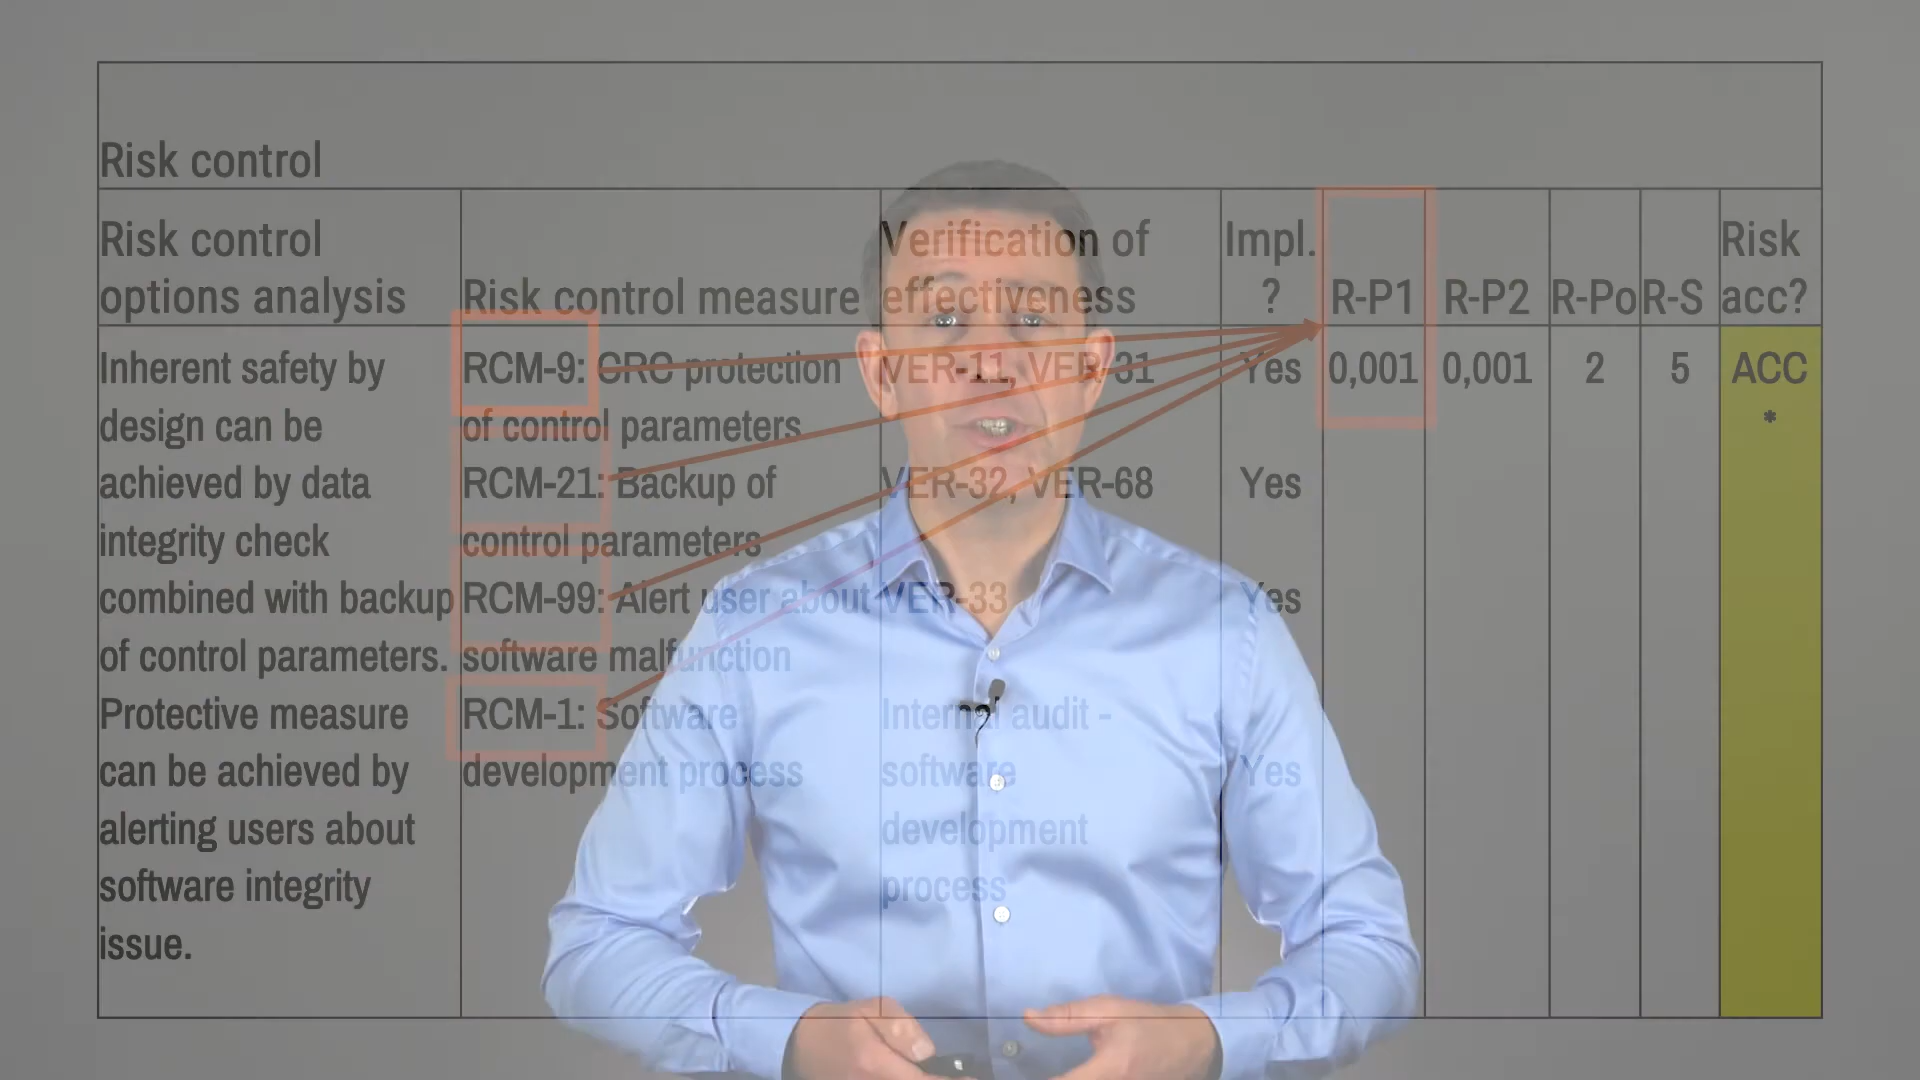 Risk control
Risk control
options analysis
Risk control measure
Verification of
effectiveness
Impl.
?
R-P1
R-P2
R-Po
R-S
Risk
acc?
Inherent safety by
design can be
achieved by data
integrity check
combined with backup
of control parameters.
Protective measure
can be achieved by
alerting users about
software integrity
issue.
RCM-9: CRC protection
of control parameters
RCM-21: Backup of
control parameters
RCM-99: Alert user about
software malfunction
RCM-1: Software
development process
VER-11, VER-31
VER-32, VER-68
VER-33
Internal audit -
software
development
process
Yes
Yes
Yes
Yes
0,001
0,001
2
5
ACC
*